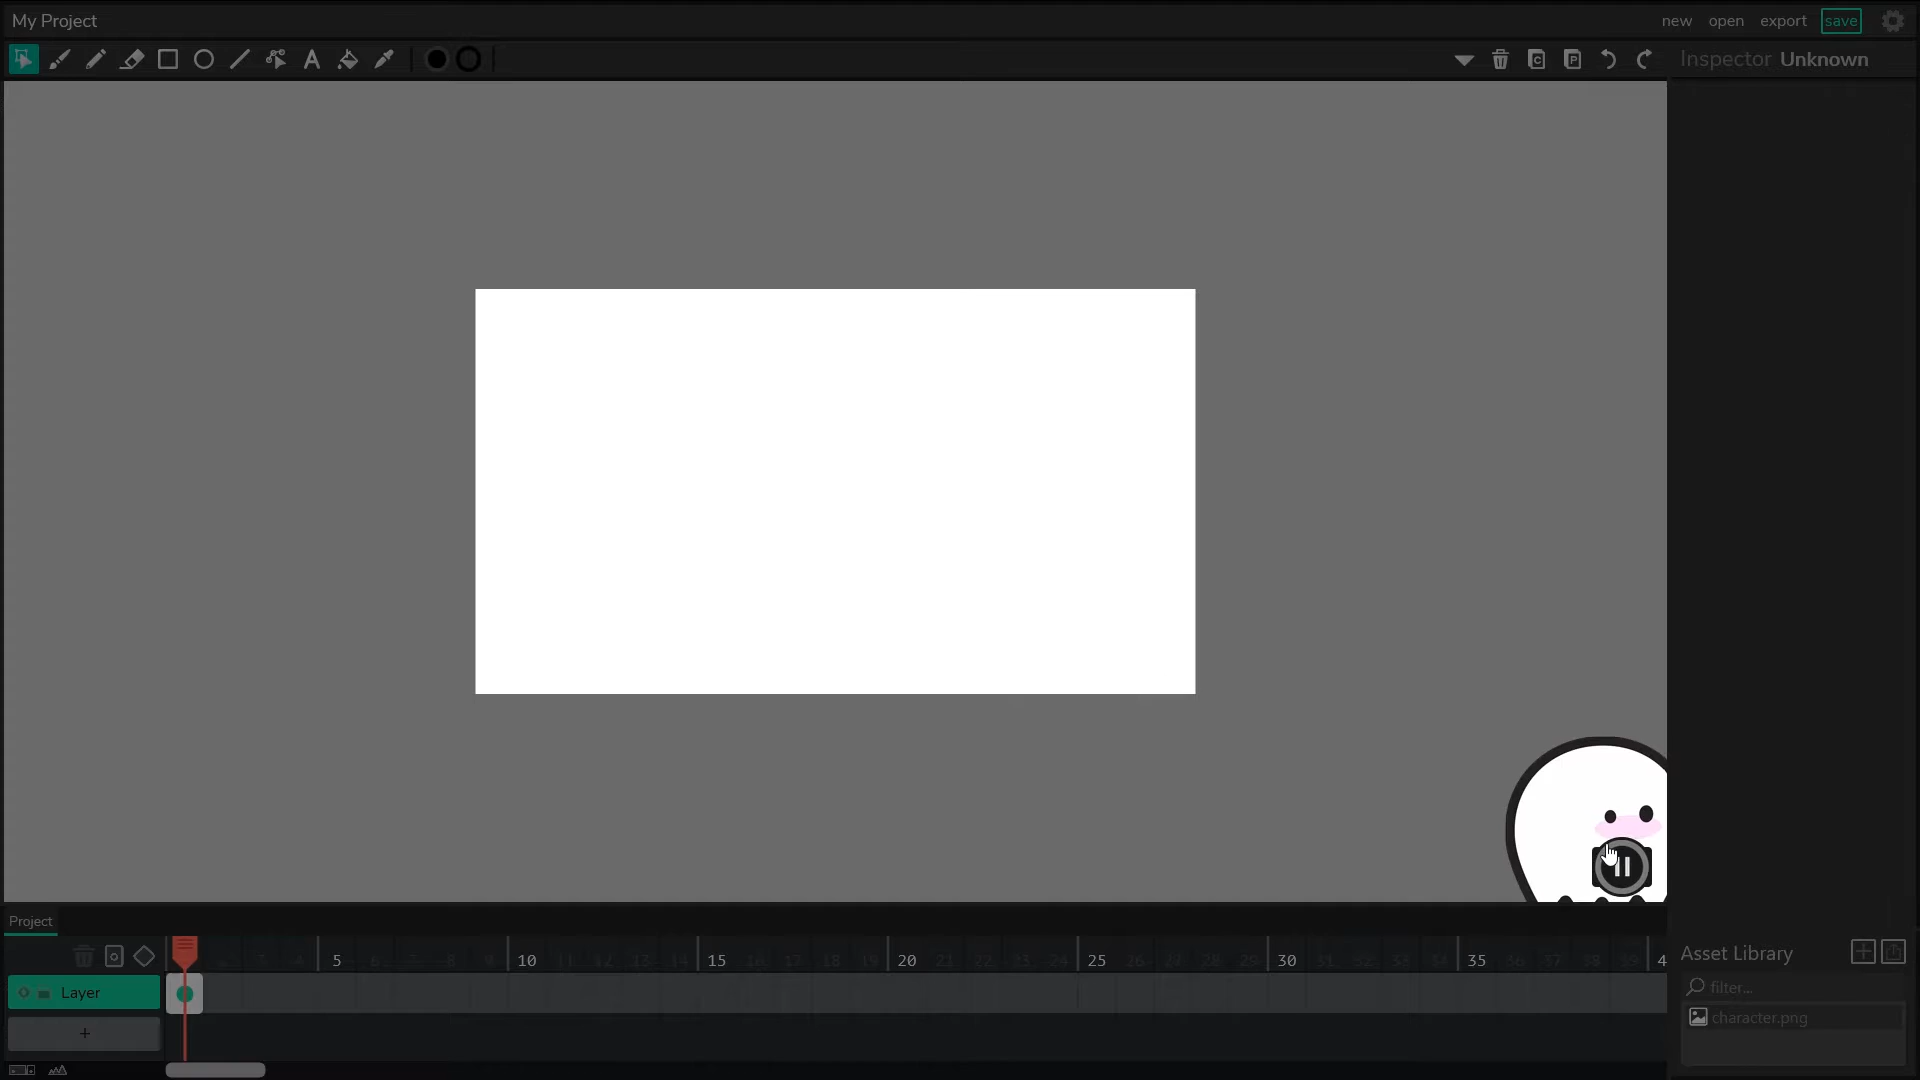 My Project
new open export save
Inspector Unknown
Project
5 10 15 20 25 30 35 4
Layer
+
Asset Library
filter...
character.png